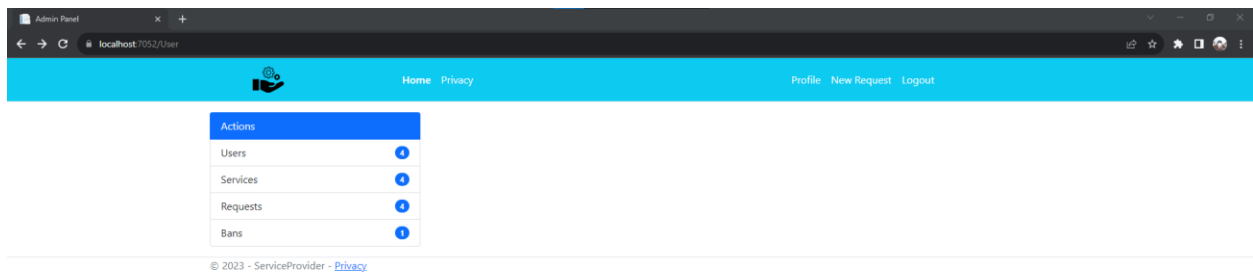 Admin Panel
localhost:7052/User
Home Privacy Profile New Request Logout
Actions
Users 4
Services 4
Requests 4
Bans 1
© 2023 - ServiceProvider - Privacy